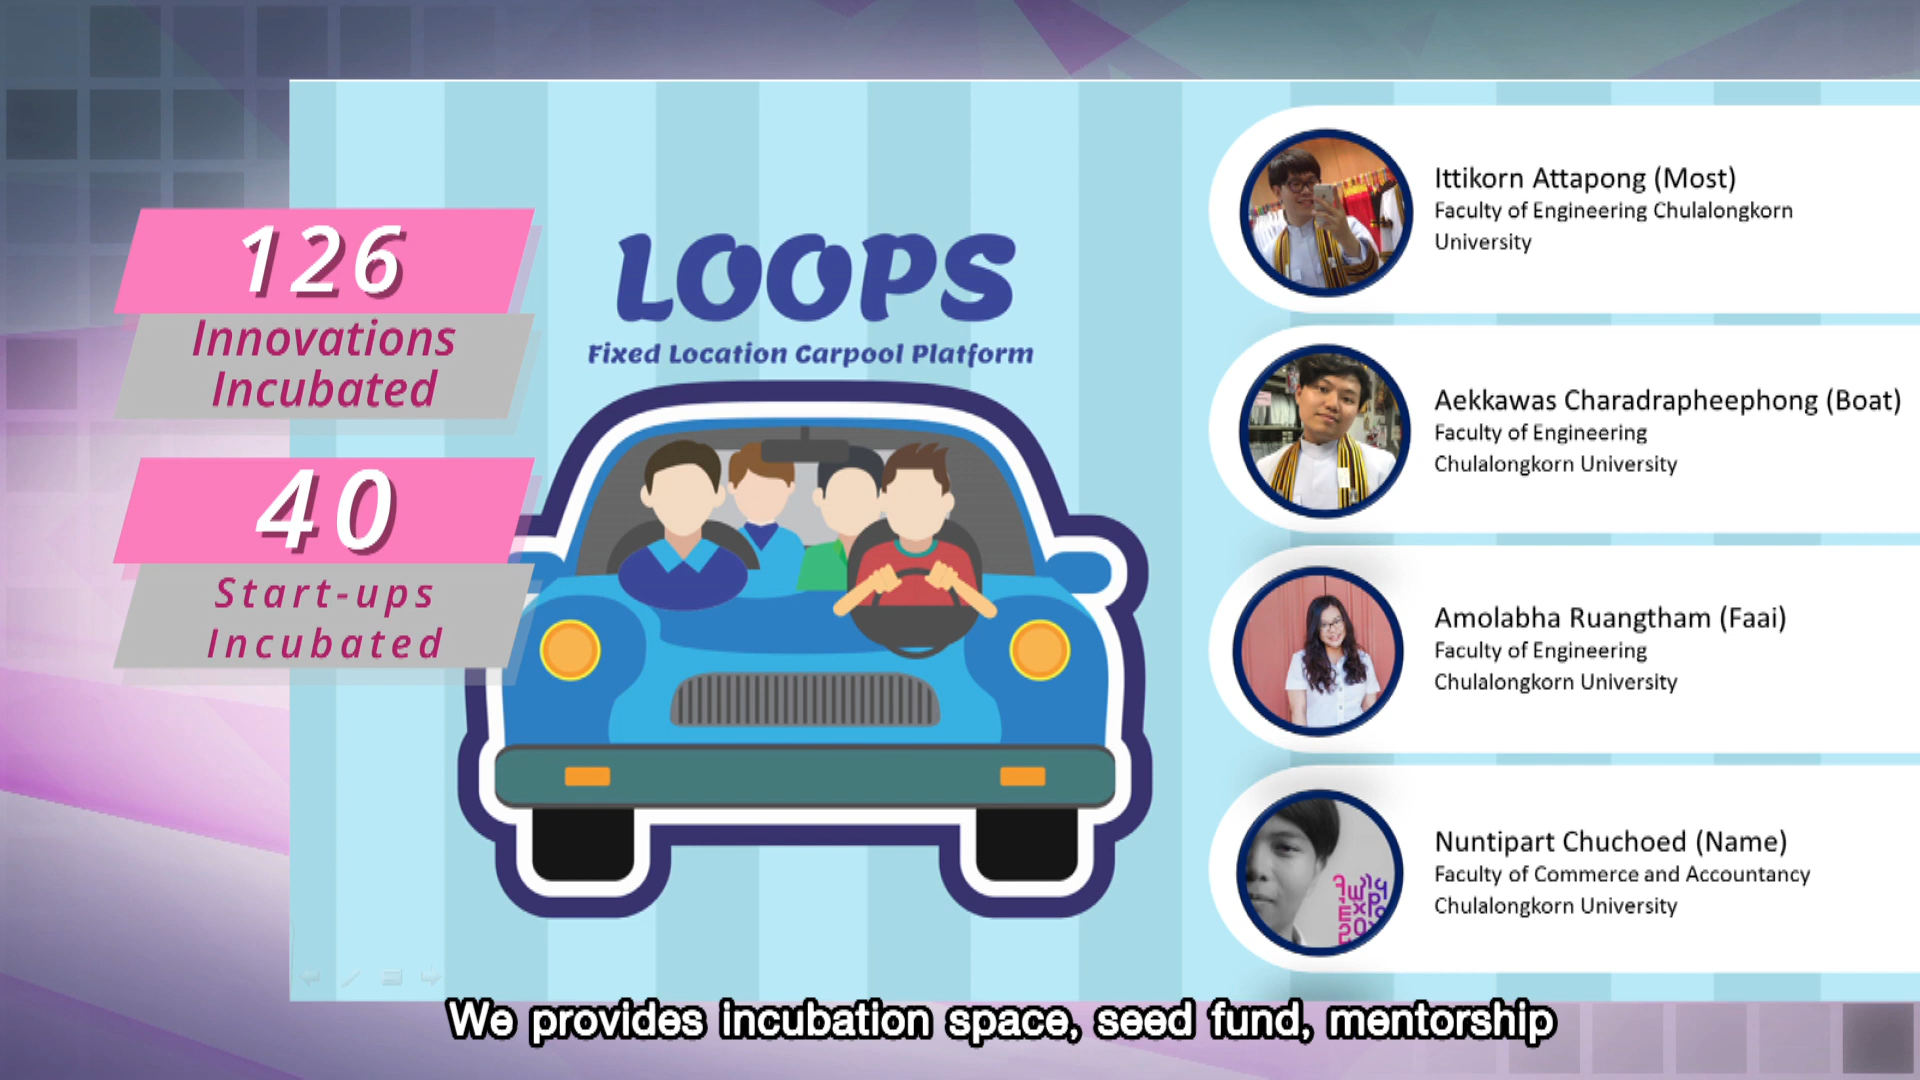 126
Innovations
Incubated
40
Start-ups
Incubated
LOOPS
Fixed Location Carpool Platform
Ittikorn Attapong (Most)
Faculty of Engineering Chulalongkorn
University
Aekkawas Charadrapheephong (Boat)
Faculty of Engineering
Chulalongkorn University
Amolabha Ruangtham (Faai)
Faculty of Engineering
Chulalongkorn University
Nuntipart Chuchoed (Name)
Faculty of Commerce and Accountancy
Chulalongkorn University
We provides incubation space, seed fund, mentorship